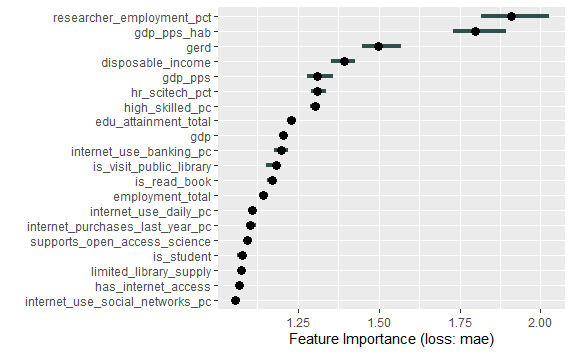 researcher_employment_pct
gdp_pps_hab
gerd
disposable_income
gdp_pps
hr_scitech_pct
high_skilled_pc
edu_attainment_total
gdp
internet_use_banking_pc
is_visit_public_library
is_read_book
employment_total
internet_use_daily_pc
internet_purchases_last_year_pc
supports_open_access_science
is_student
limited_library_supply
has_internet_access
internet_use_social_networks_pc
1.25 1.50 1.75 2.00
Feature Importance (loss: mae)